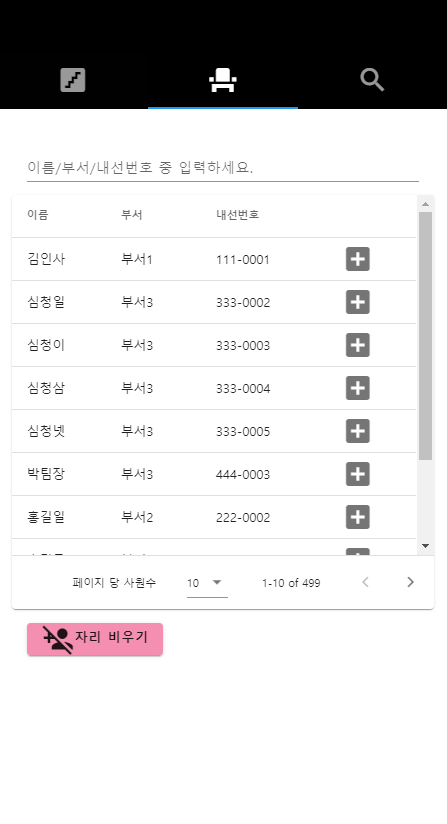 이름/부서/내선번호 중 입력하세요.
이름 부서 내선번호
김인사 부서1 111-0001
심청일 부서3 333-0002
심청이 부서3 333-0003
심청삼 부서3 333-0004
심청넷 부서3 333-0005
박팀장 부서3 444-0003
홍길일 부서2 222-0002
페이지 당 사원수 10 1-10 of 499
자리 비우기